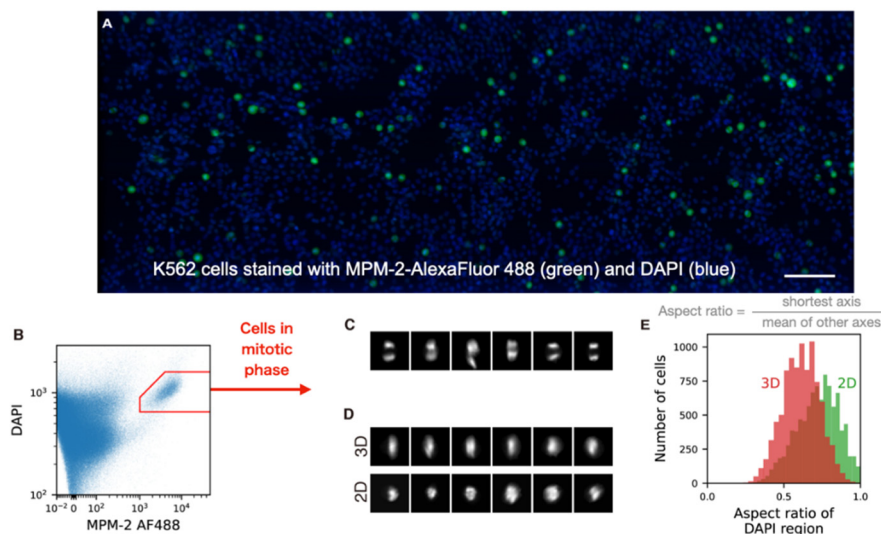 A
K562 cells stained with MPM-2-AlexaFluor 488 (green) and DAPI (blue)
B
Cells in
mitotic
phase
DAPI
10³
10²
10⁻² 0 10² 10³ 10⁴
MPM-2 AF488
C
D
3D
2D
Aspect ratio = shortest axis
mean of other axes
E
Number of cells
1000
750
500
250
0
3D
2D
0.0 0.5 1.0
Aspect ratio of
DAPI region